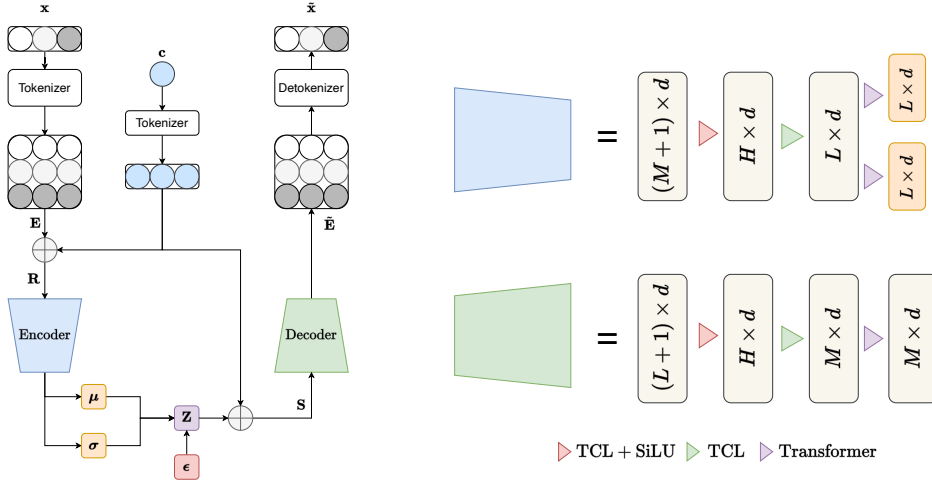 x
Tokenizer
E
R
Encoder
μ
σ
c
Tokenizer
Z
ϵ
x̃
Detokenizer
Ẽ
Decoder
S
=
(M + 1) × d
H × d
L × d
L × d
L × d
=
(L + 1) × d
H × d
M × d
M × d
TCL + SiLU
TCL
Transformer